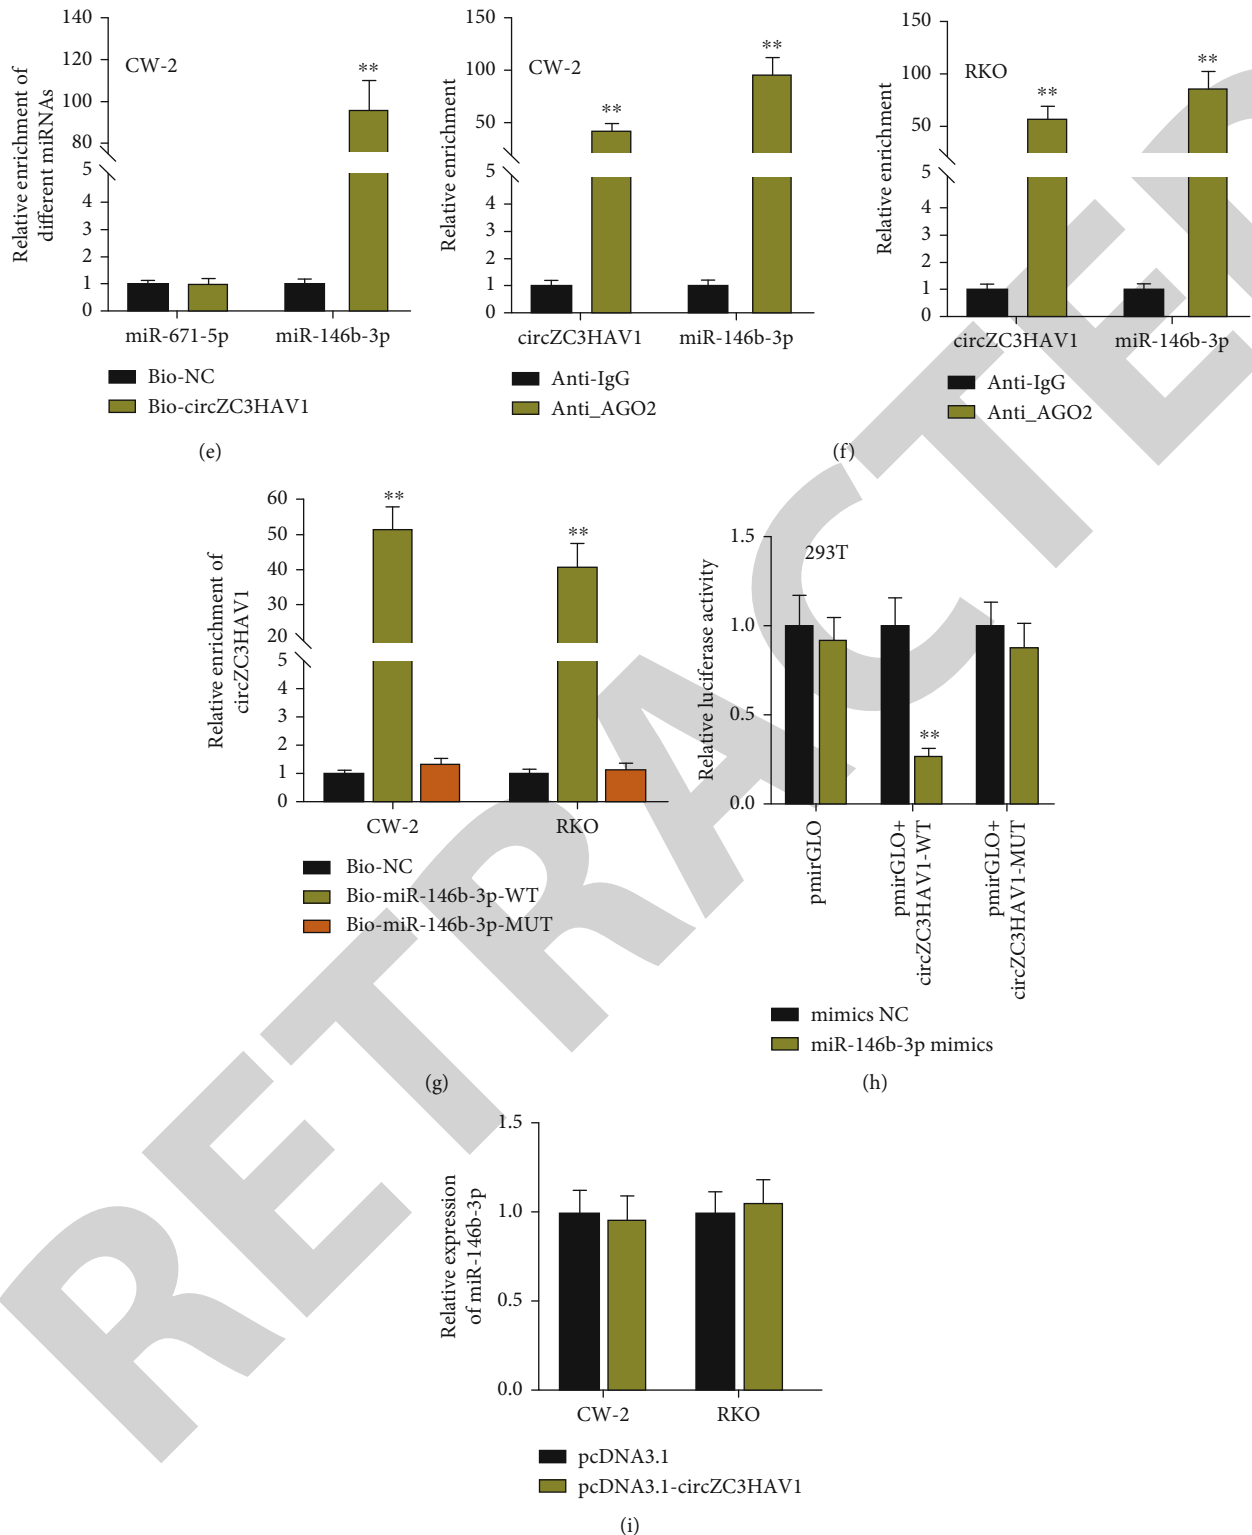 Relative enrichment of
different miRNAs
140
120
100
80
5
4
3
2
1
0
CW-2
**
miR-671-5p
miR-146b-3p
Bio-NC
Bio-circZC3HAV1
(e)
Relative enrichment
150
100
50
5
4
3
2
1
0
CW-2
**
**
circZC3HAV1
miR-146b-3p
Anti-IgG
Anti_AGO2
Relative enrichment
150
100
50
5
4
3
2
1
0
RKO
**
**
circZC3HAV1
miR-146b-3p
Anti-IgG
Anti_AGO2
(f)
Relative enrichment of
circZC3HAV1
60
50
40
30
20
5
4
3
2
1
0
**
**
CW-2
RKO
Bio-NC
Bio-miR-146b-3p-WT
Bio-miR-146b-3p-MUT
(g)
Relative luciferase activity
1.5
1.0
0.5
0.0
293T
**
pmirGLO
pmirGLO+
circZC3HAV1-WT
pmirGLO+
circZC3HAV1-MUT
mimics NC
miR-146b-3p mimics
(h)
Relative expression
of miR-146b-3p
1.5
1.0
0.5
0.0
CW-2
RKO
pcDNA3.1
pcDNA3.1-circZC3HAV1
(i)
RETRACTE